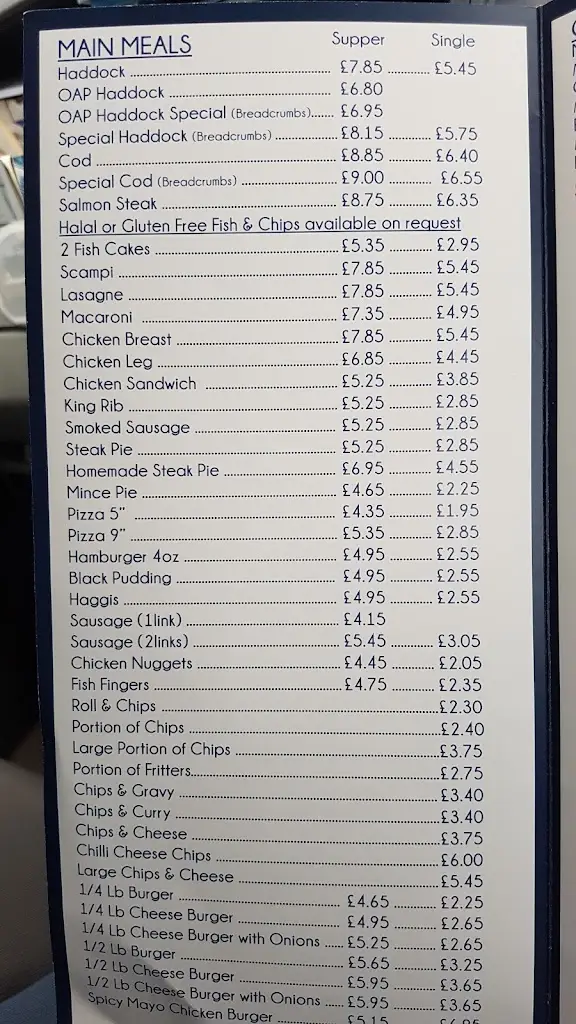 MAIN MEALS Supper Single
Haddock ........ £7.85 ........ £5.45
OAP Haddock ........ £6.80
OAP Haddock Special (Breadcrumbs)...... £6.95
Special Haddock (Breadcrumbs) ........ £8.15 ........ £5.75
Cod ........ £8.85 ........ £6.40
Special Cod (Breadcrumbs) ........ £9.00 ........ £6.55
Salmon Steak ........ £8.75 ........ £6.35
Halal or Gluten Free Fish & Chips available on request
2 Fish Cakes ........ £5.35 ........ £2.95
Scampi ........ £7.85 ........ £5.45
Lasagne ........ £7.85 ........ £5.45
Macaroni ........ £7.35 ........ £4.95
Chicken Breast ........ £7.85 ........ £5.45
Chicken Leg ........ £6.85 ........ £4.45
Chicken Sandwich ........ £5.25 ........ £3.85
King Rib ........ £5.25 ........ £2.85
Smoked Sausage ........ £5.25 ........ £2.85
Steak Pie ........ £5.25 ........ £2.85
Homemade Steak Pie ........ £6.95 ........ £4.55
Mince Pie ........ £4.65 ........ £2.25
Pizza 5" ........ £4.35 ........ £1.95
Pizza 9" ........ £5.35 ........ £2.85
Hamburger 4oz ........ £4.95 ........ £2.55
Black Pudding ........ £4.95 ........ £2.55
Haggis ........ £4.95 ........ £2.55
Sausage (1link) ........ £4.15
Sausage (2links) ........ £5.45 ........ £3.05
Chicken Nuggets ........ £4.45 ........ £2.05
Fish Fingers ........ £4.75 ........ £2.35
Roll & Chips ........ £2.30
Portion of Chips ........ £2.40
Large Portion of Chips ........ £3.75
Portion of Fritters........ £2.75
Chips & Gravy ........ £3.40
Chips & Curry ........ £3.40
Chips & Cheese ........ £3.75
Chilli Cheese Chips ........ £6.00
Large Chips & Cheese ........ £5.45
1/4 Lb Burger ........ £4.65 ........ £2.25
1/4 Lb Cheese Burger ........ £4.95 ........ £2.65
1/4 Lb Cheese Burger with Onions ..... £5.25 ........ £2.65
1/2 Lb Burger ........ £5.65 ........ £3.25
1/2 Lb Cheese Burger ........ £5.95 ........ £3.65
1/2 Lb Cheese Burger with Onions ..... £5.95 ........ £3.65
Spicy Mayo Chicken Burger ........ £5.15